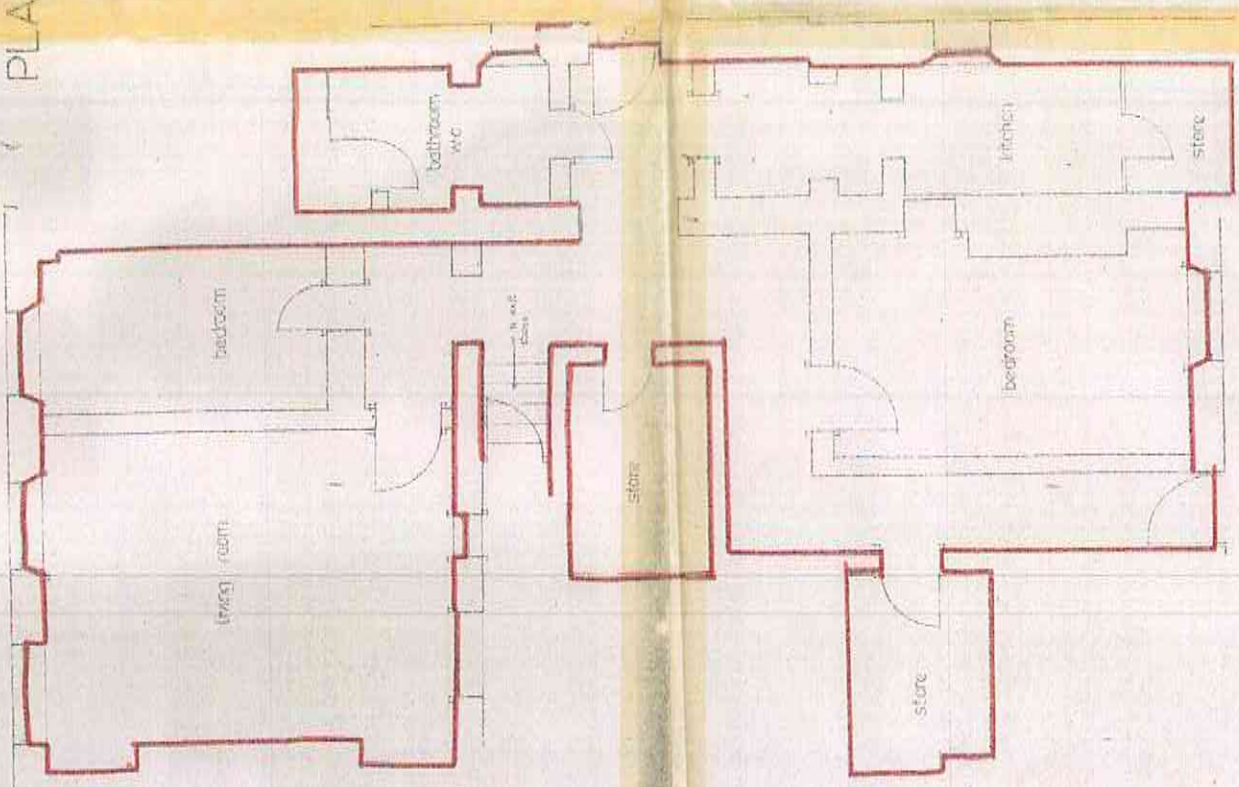 PLA
bathroom
wc
bedroom
living room
store
kitchen
store
bedroom
store